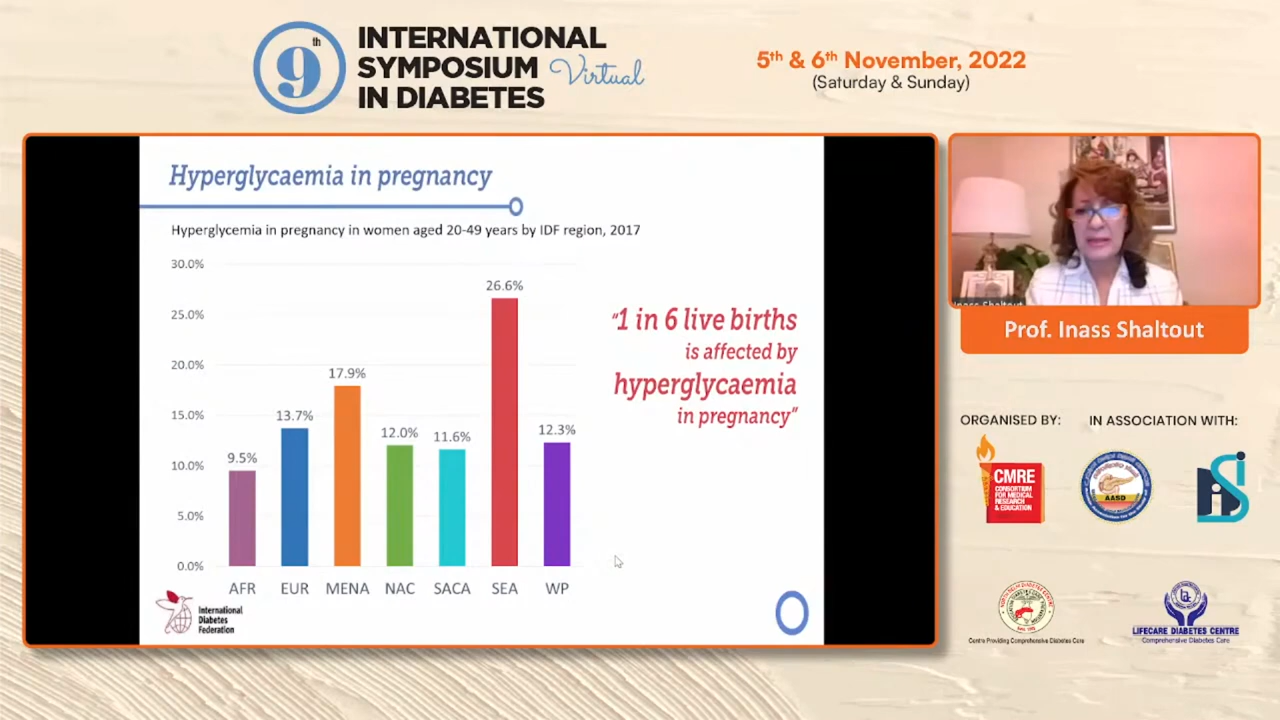 9th
INTERNATIONAL
SYMPOSIUM Virtual
IN DIABETES
5th & 6th November, 2022
(Saturday & Sunday)
Hyperglycaemia in pregnancy
Hyperglycemia in pregnancy in women aged 20-49 years by IDF region, 2017
30.0%
25.0%
20.0%
15.0%
10.0%
5.0%
0.0%
9.5%
13.7%
17.9%
12.0%
11.6%
26.6%
12.3%
AFR EUR MENA NAC SACA SEA WP
"1 in 6 live births
is affected by
hyperglycaemia
in pregnancy"
International
Diabetes
Federation
Inass Shaltout
Prof. Inass Shaltout
ORGANISED BY:
IN ASSOCIATION WITH:
CMRE
CONSORTIUM
FOR MEDICAL
RESEARCH
& EDUCATION
AASD
Centre Providing Comprehensive Diabetes Care
LIFECARE DIABETES CENTRE
Comprehensive Diabetes Care